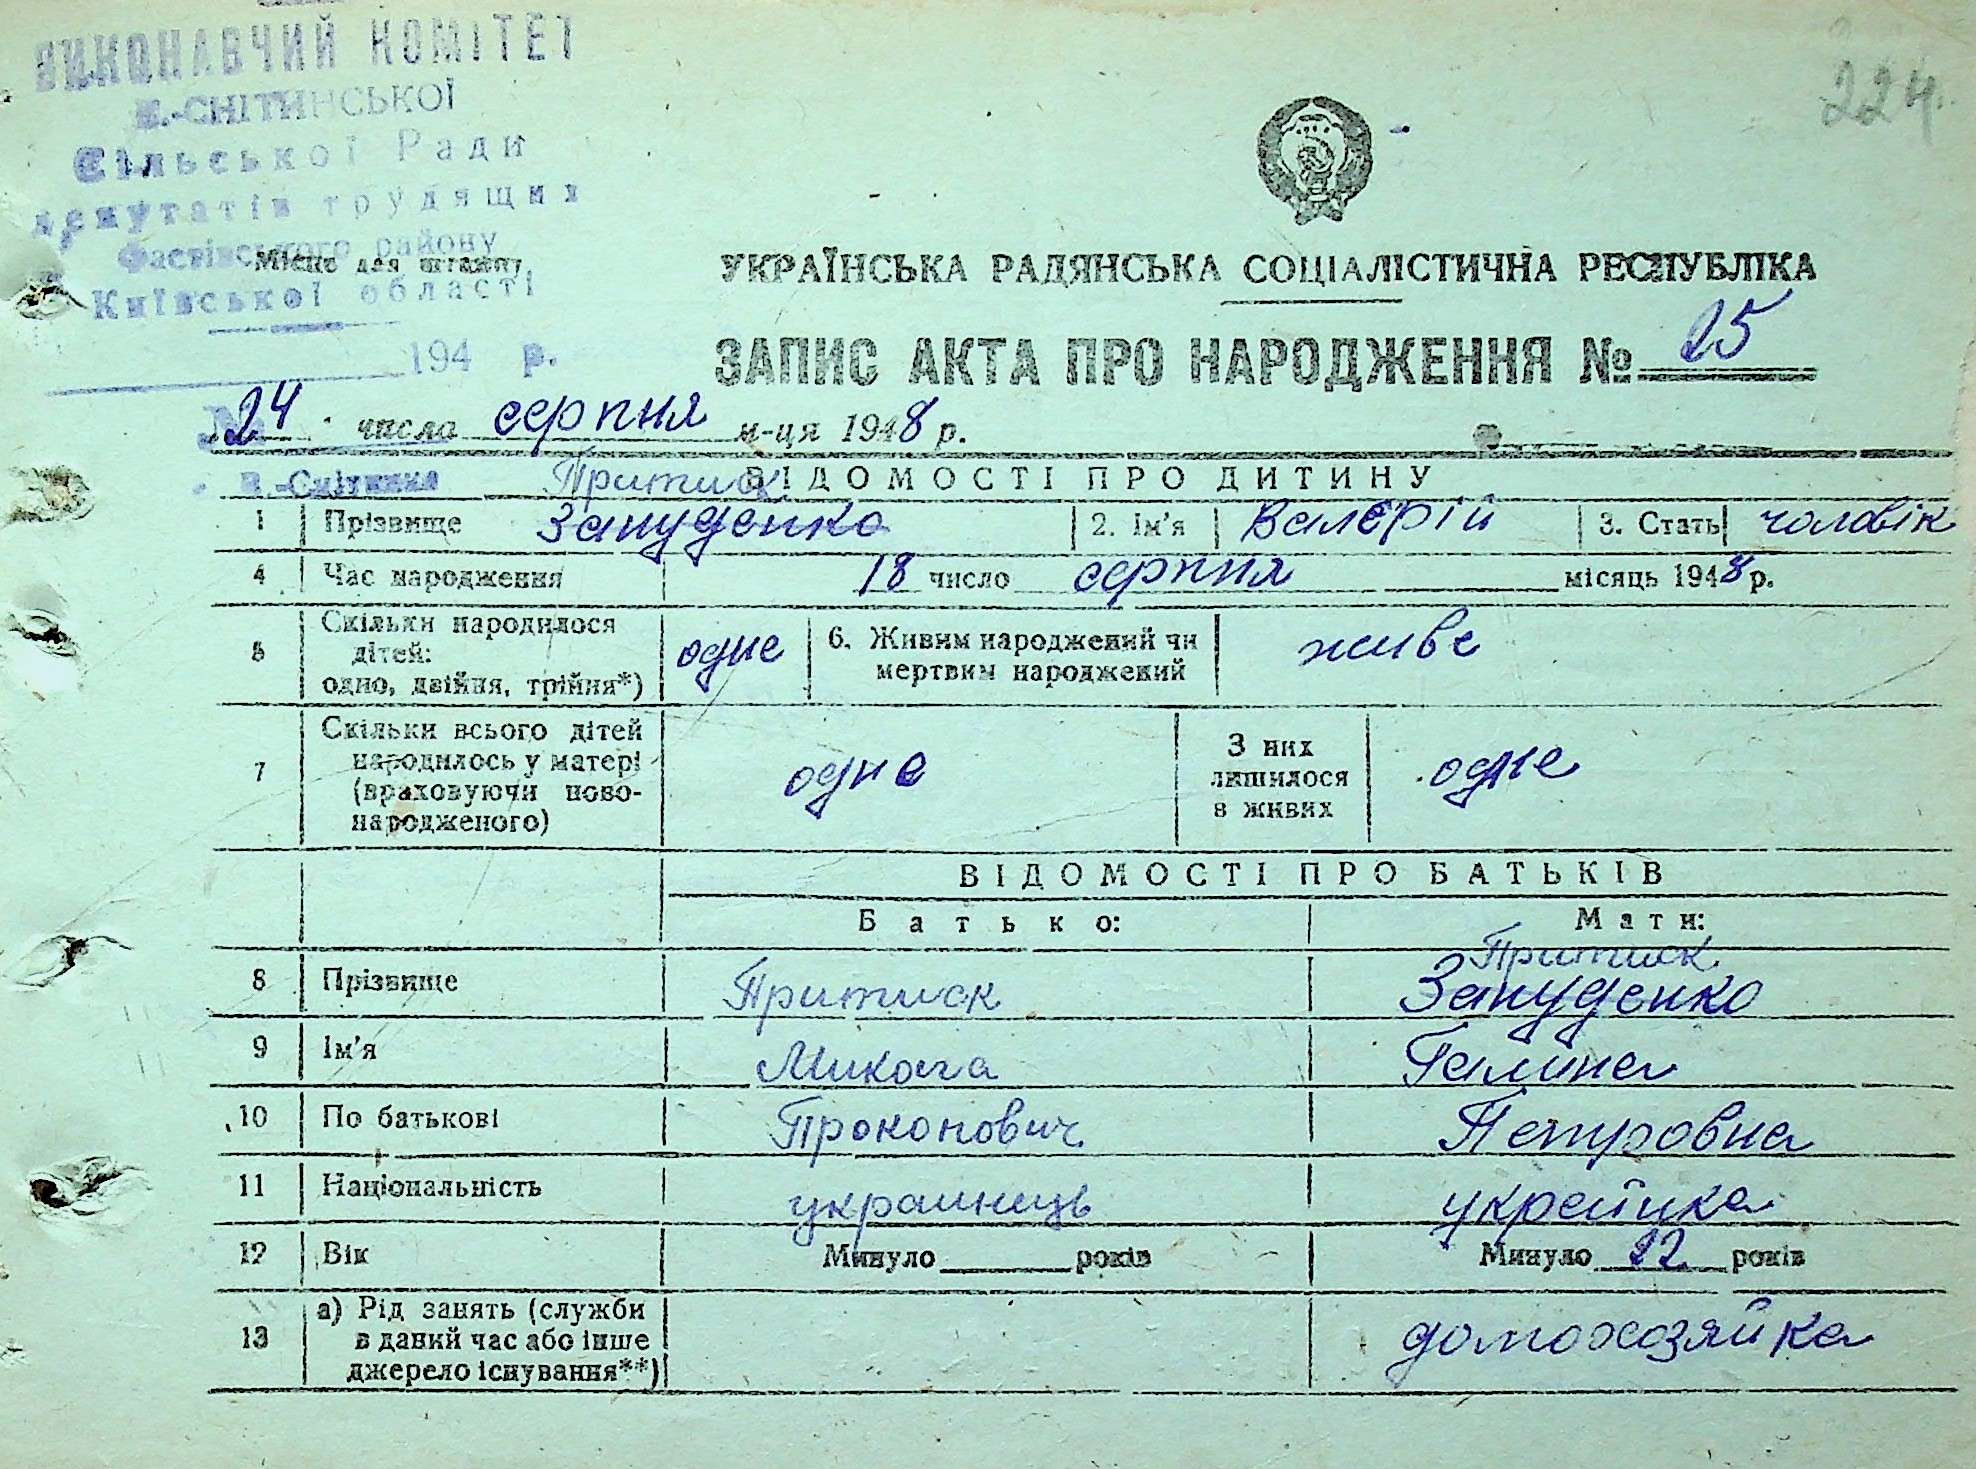 224
ВИКОНАВЧИЙ КОМІТЕТ
В.-СНІТИНСЬКОЇ
Сільської Ради
депутатів трудящих
Фастівського району
Місце для штампу
Київської області
194 р.
УКРАЇНСЬКА РАДЯНСЬКА СОЦІАЛІСТИЧНА РЕСПУБЛІКА
ЗАПИС АКТА ПРО НАРОДЖЕННЯ № 25
24 числа серпня м-ця 1948 р.
В.-Снітинка
ВІДОМОСТІ ПРО ДИТИНУ
Притиск
1 Прізвище Зануденко 2. Ім'я Валерій 3. Стать чоловік
4 Час народження 18 число серпня місяць 1948 р.
5 Скільки народилося дітей: одно, двійня, трійня*) одне 6. Живим народжений чи мертвим народжений живе
7 Скільки всього дітей народилось у матері (враховуючи новонародженого) одне З них лишилося в живих одне
ВІДОМОСТІ ПРО БАТЬКІВ
Батько: Мати:
Притиск
8 Прізвище Притиск Зануденко
9 Ім'я Микола Галина
10 По батькові Прокопович Петровна
11 Національність украинець украінка
12 Вік Минуло років Минуло 22 років
13 а) Рід занять (служби в даний час або інше джерело існування**) домохозяйка